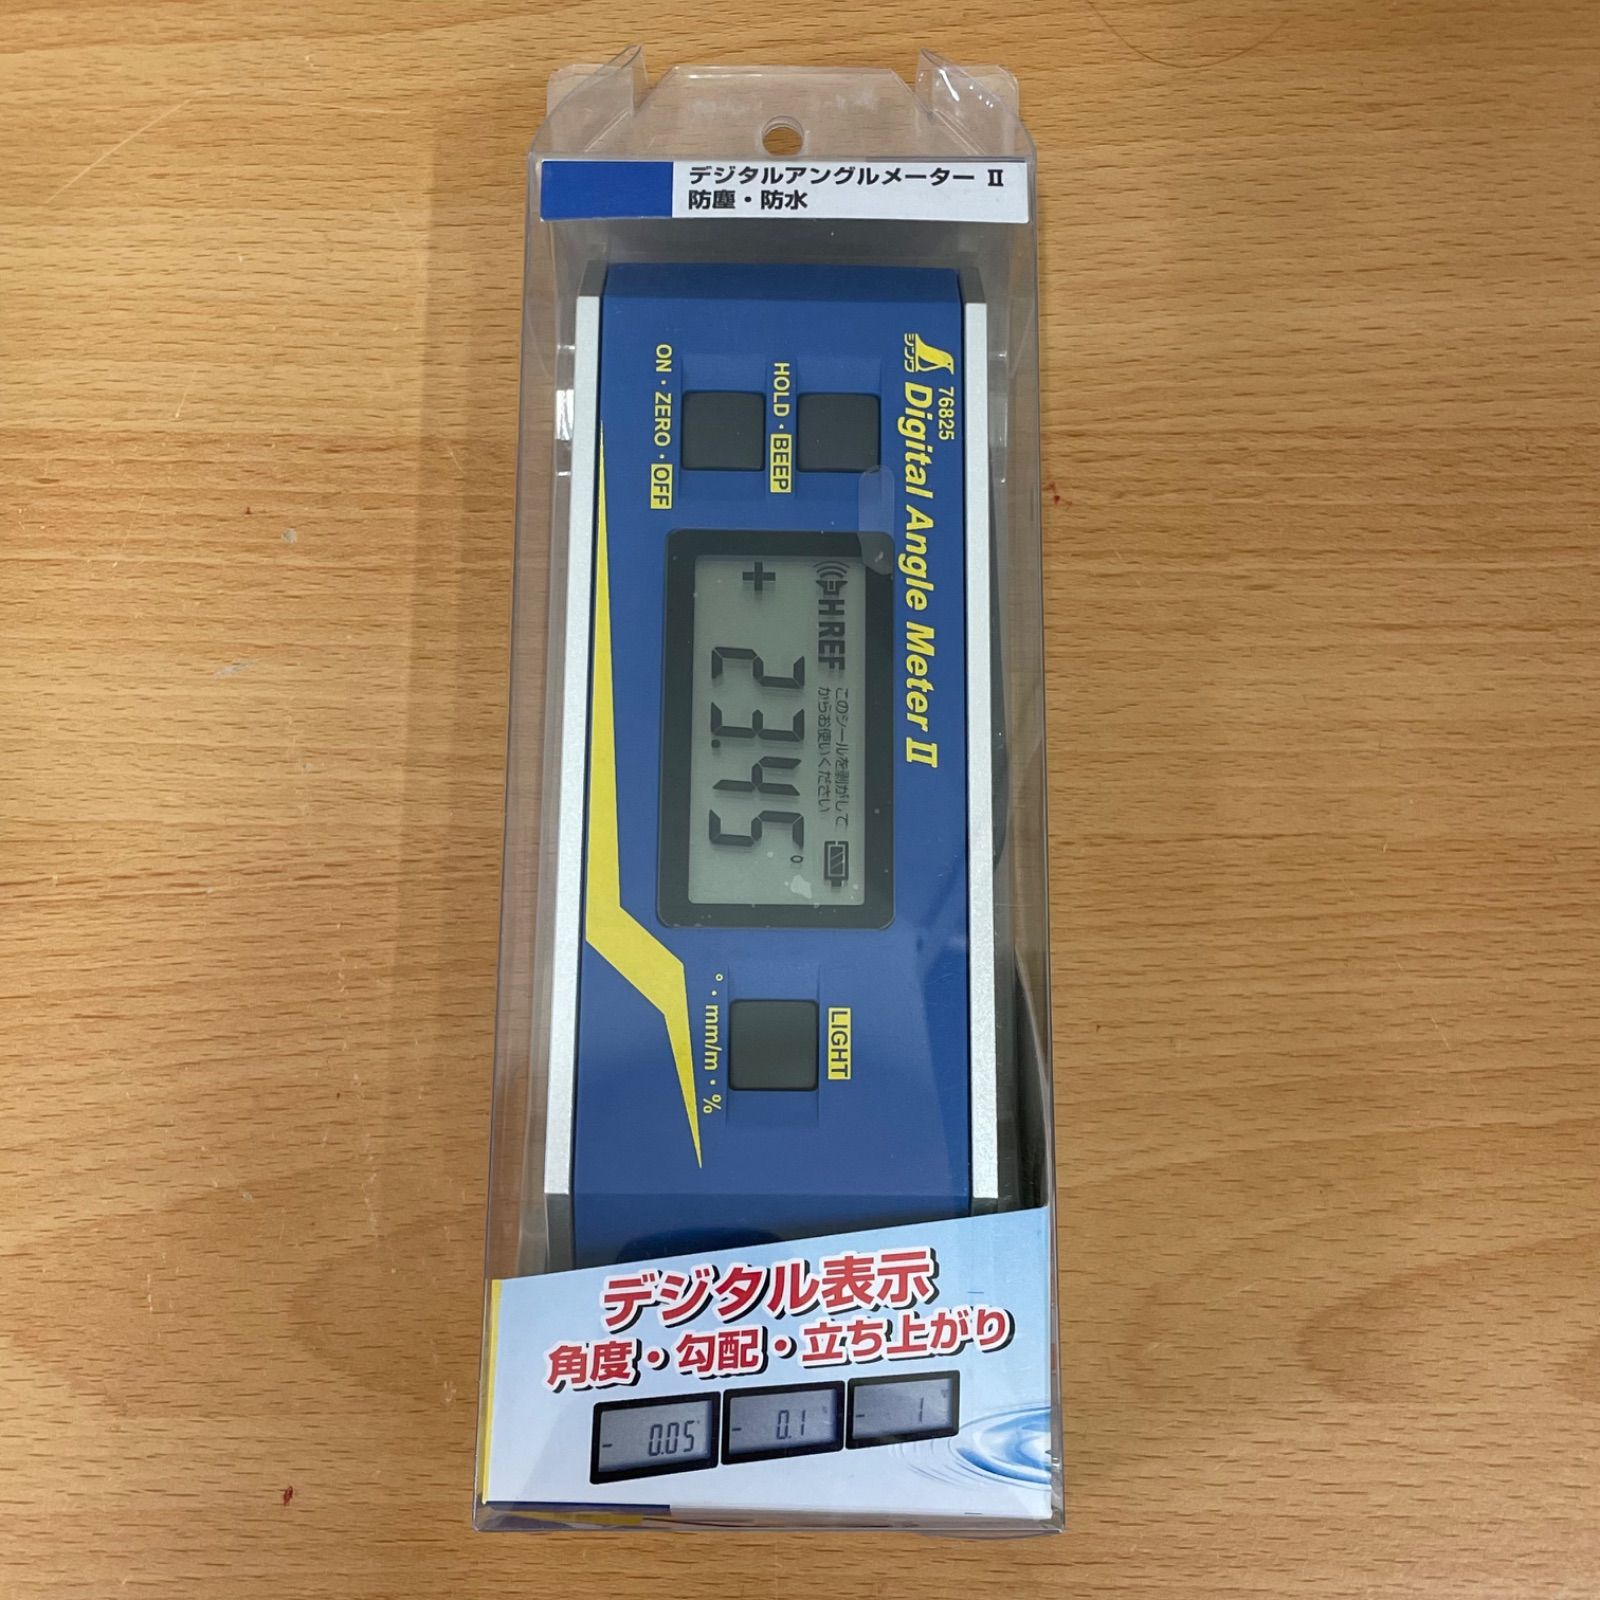 デジタルアングルメーター Ⅱ
防塵・防水
シンワ
76825
Digital Angle Meter Ⅱ
HOLD・BEEP
ON・ZERO・OFF
H REF
このシールを剥がして
からお使いください
+ 23.45°
LIGHT
°・mm/m・%
デジタル表示
角度・勾配・立ち上がり
- 0.05°
- 0.1
- 1